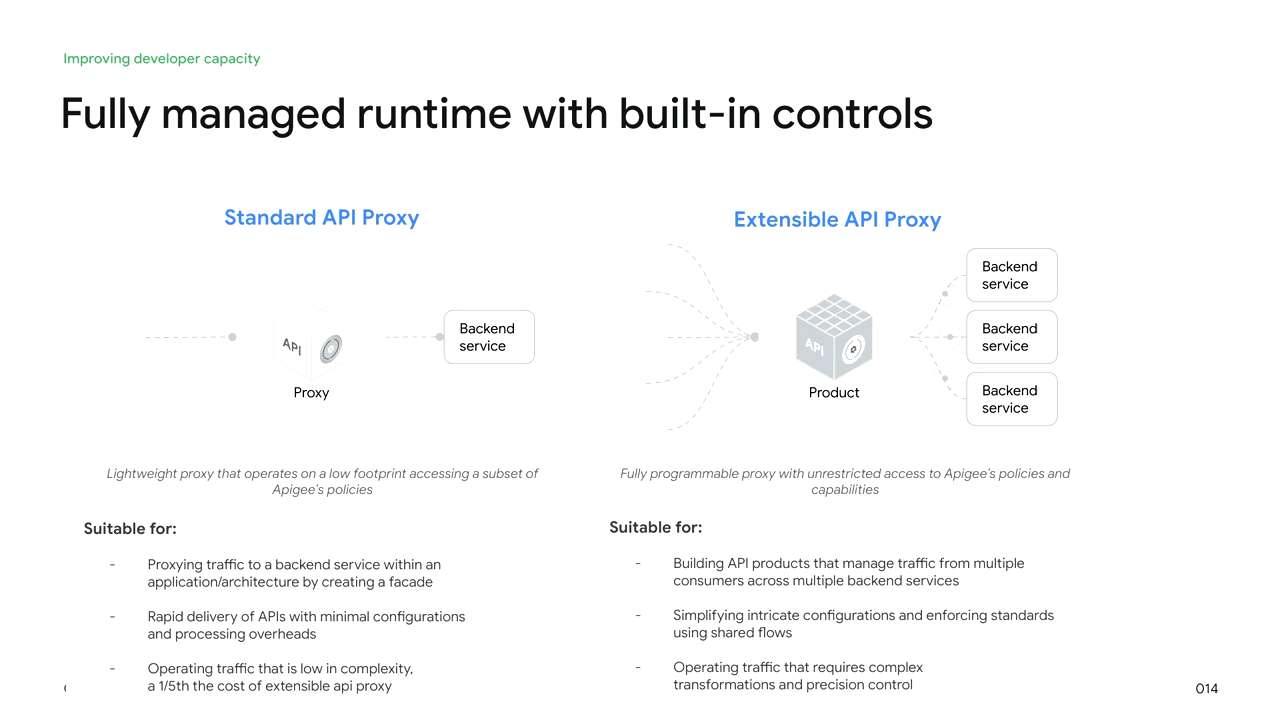 Improving developer capacity
Fully managed runtime with built-in controls
Standard API Proxy
API
Proxy
Backend
service
Lightweight proxy that operates on a low footprint accessing a subset of
Apigee's policies
Suitable for:
- Proxying traffic to a backend service within an
application/architecture by creating a facade
- Rapid delivery of APIs with minimal configurations
and processing overheads
- Operating traffic that is low in complexity,
a 1/5th the cost of extensible api proxy
Extensible API Proxy
API
Product
Backend
service
Backend
service
Backend
service
Fully programmable proxy with unrestricted access to Apigee's policies and
capabilities
Suitable for:
- Building API products that manage traffic from multiple
consumers across multiple backend services
- Simplifying intricate configurations and enforcing standards
using shared flows
- Operating traffic that requires complex
transformations and precision control
014